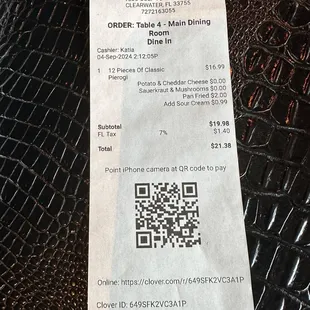 CLEARWATER, FL 33755
7272163055
ORDER: Table 4 - Main Dining
Room
Dine In
Cashier: Katia
04-Sep-2024 2:12:05P
1 12 Pieces Of Classic $16.99
Pierogi
Potato & Cheddar Cheese $0.00
Sauerkraut & Mushrooms $0.00
Pan Fried $2.00
Add Sour Cream $0.99
Subtotal $19.98
FL Tax 7% $1.40
Total $21.38
Point iPhone camera at QR code to pay
Online: https://clover.com/r/649SFK2VC3A1P
Clover ID: 649SFK2VC3A1P